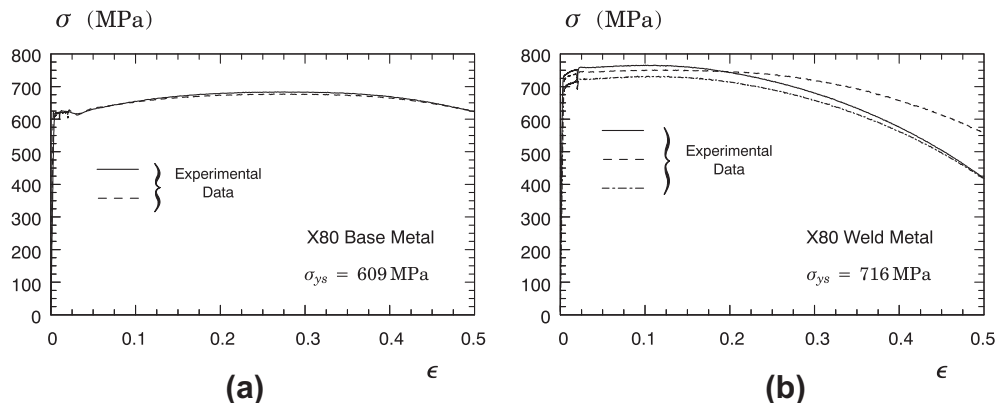 σ (MPa)
800
700
600
500
400
300
200
100
0
0 0.1 0.2 0.3 0.4 0.5
ϵ
Experimental
Data
X80 Base Metal
σys = 609 MPa
(a)
σ (MPa)
800
700
600
500
400
300
200
100
0
0 0.1 0.2 0.3 0.4 0.5
ϵ
Experimental
Data
X80 Weld Metal
σys = 716 MPa
(b)